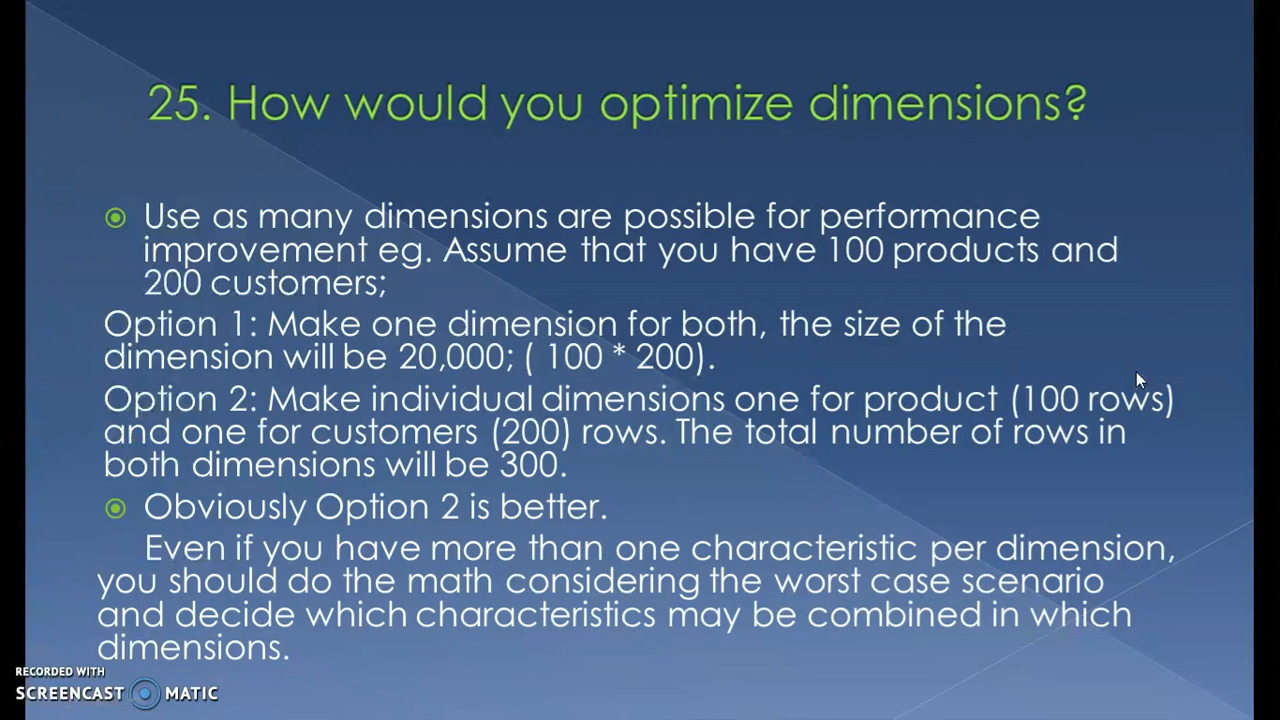 25. How would you optimize dimensions?
Use as many dimensions are possible for performance
improvement eg. Assume that you have 100 products and
200 customers;
Option 1: Make one dimension for both, the size of the
dimension will be 20,000; ( 100 * 200).
Option 2: Make individual dimensions one for product (100 rows)
and one for customers (200) rows. The total number of rows in
both dimensions will be 300.
Obviously Option 2 is better.
Even if you have more than one characteristic per dimension,
you should do the math considering the worst case scenario
and decide which characteristics may be combined in which
dimensions.
RECORDED WITH
SCREENCAST MATIC